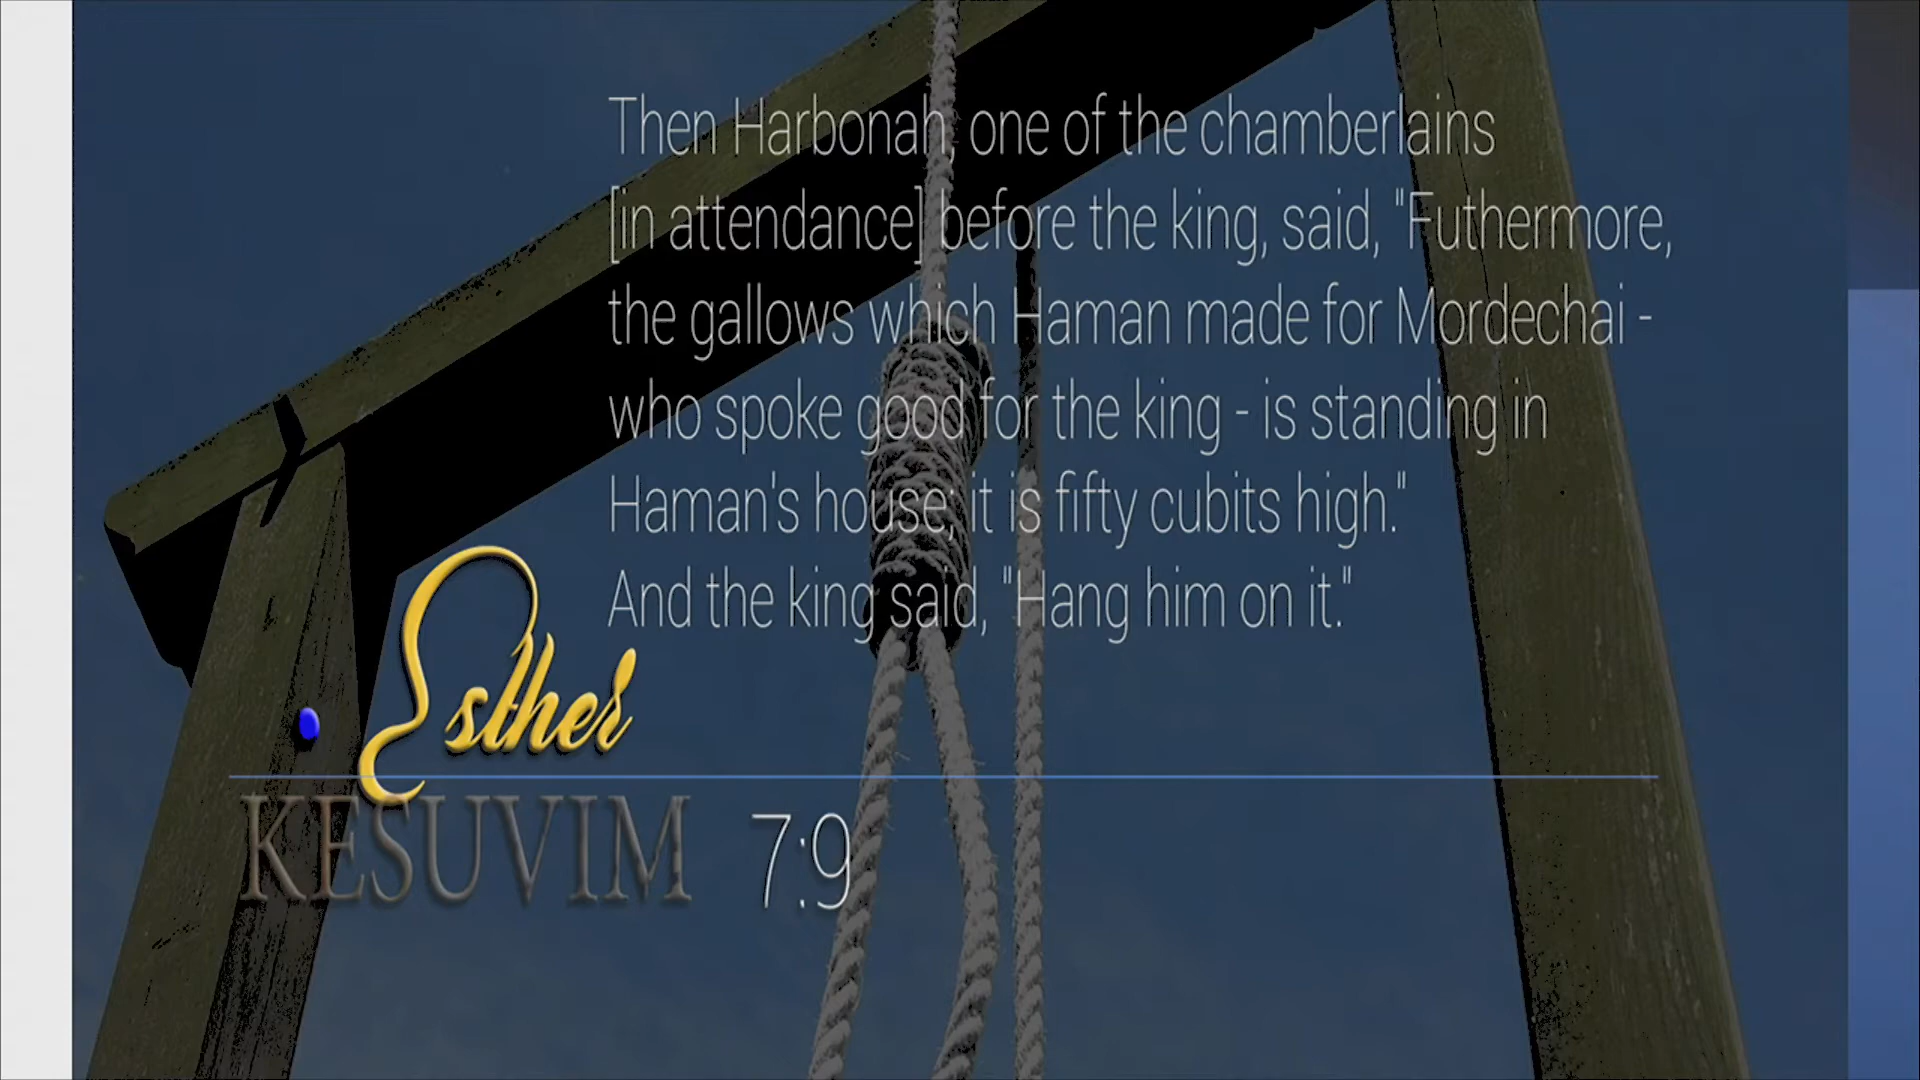 Then Harbonah, one of the chamberlains
[in attendance] before the king, said, "Futhermore,
the gallows which Haman made for Mordechai -
who spoke good for the king - is standing in
Haman's house; it is fifty cubits high."
And the king said, "Hang him on it."
Esther
KESUVIM 7:9